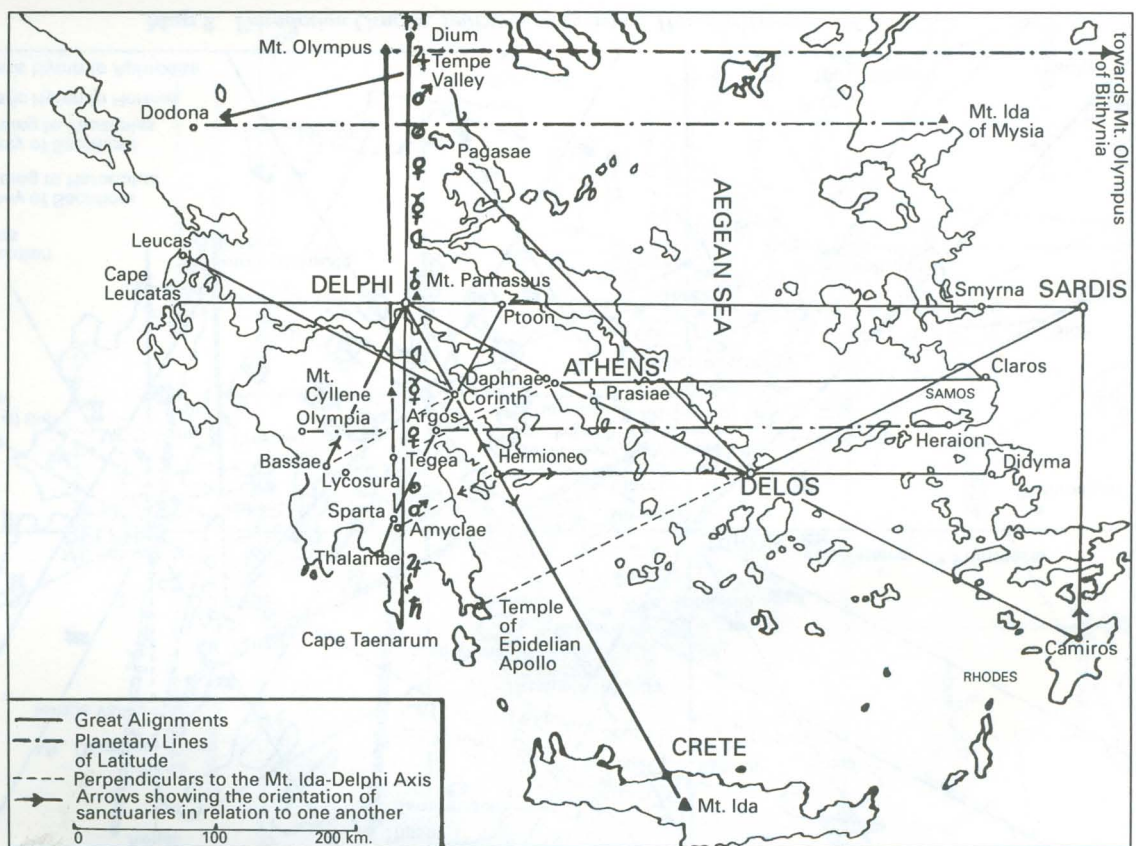 Mt. Olympus
Dium
♃ Tempe
Valley
♂
Dodona
Pagasae
♀
☿
Mt. Ida
of Mysia
towards Mt. Olympus
of Bithynia
AEGEAN SEA
Leucas
Cape
Leucatas
DELPHI
Mt. Parnassus
Ptoon
Smyrna
SARDIS
Mt.
Cyllene
☿
Daphnae
Corinth
ATHENS
Prasiae
Claros
SAMOS
Olympia
Argos
♀
Heraion
Bassae
Lycosura
Tegea
Hermione
DELOS
Didyma
Sparta
♂
Amyclae
Thalamae
♃
♄
Cape Taenarum
Temple
of
Epidelian
Apollo
Camiros
RHODES
CRETE
Mt. Ida
Great Alignments
Planetary Lines
of Latitude
Perpendiculars to the Mt. Ida-Delphi Axis
Arrows showing the orientation of
sanctuaries in relation to one another
0 100 200 km.